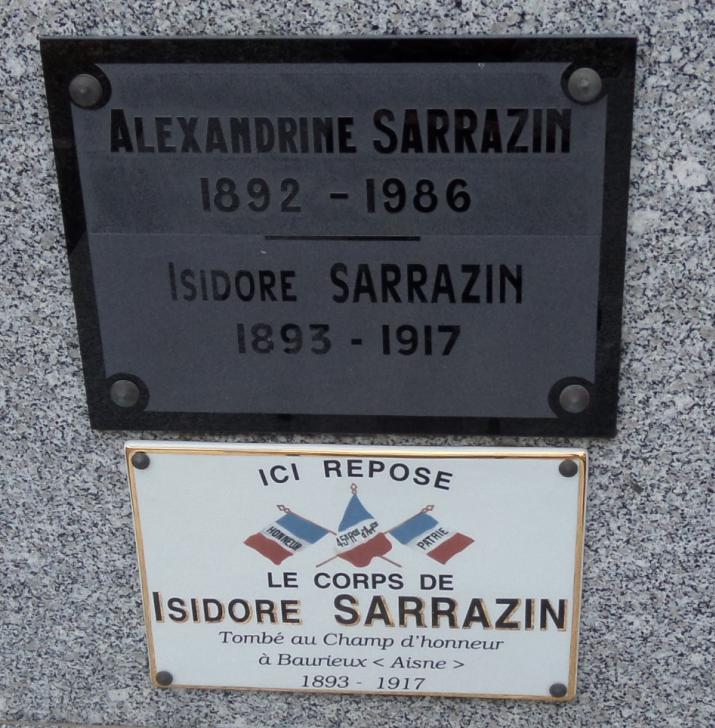 ALEXANDRINE SARRAZIN
1892 - 1986
ISIDORE SARRAZIN
1893 - 1917
ICI REPOSE
HONNEUR
PATRIE
LE CORPS DE
ISIDORE SARRAZIN
Tombé au Champ d'honneur
à Baurieux < Aisne >
1893 - 1917